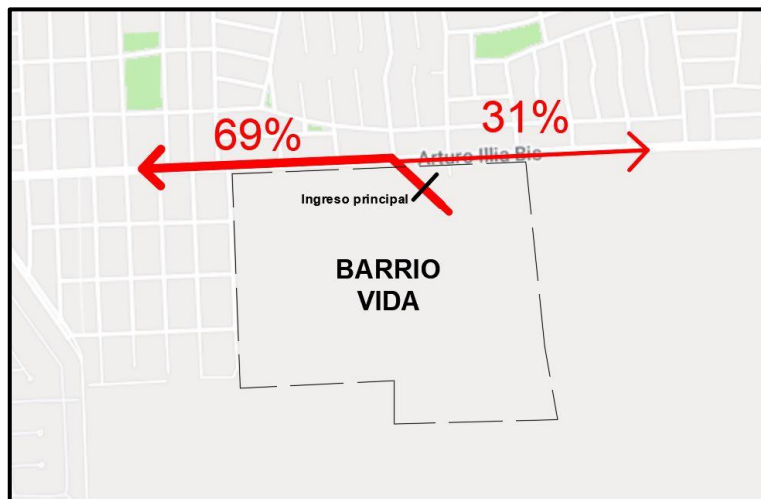 69%
31%
Arturo Illia Bis
Ingreso principal
BARRIO
VIDA